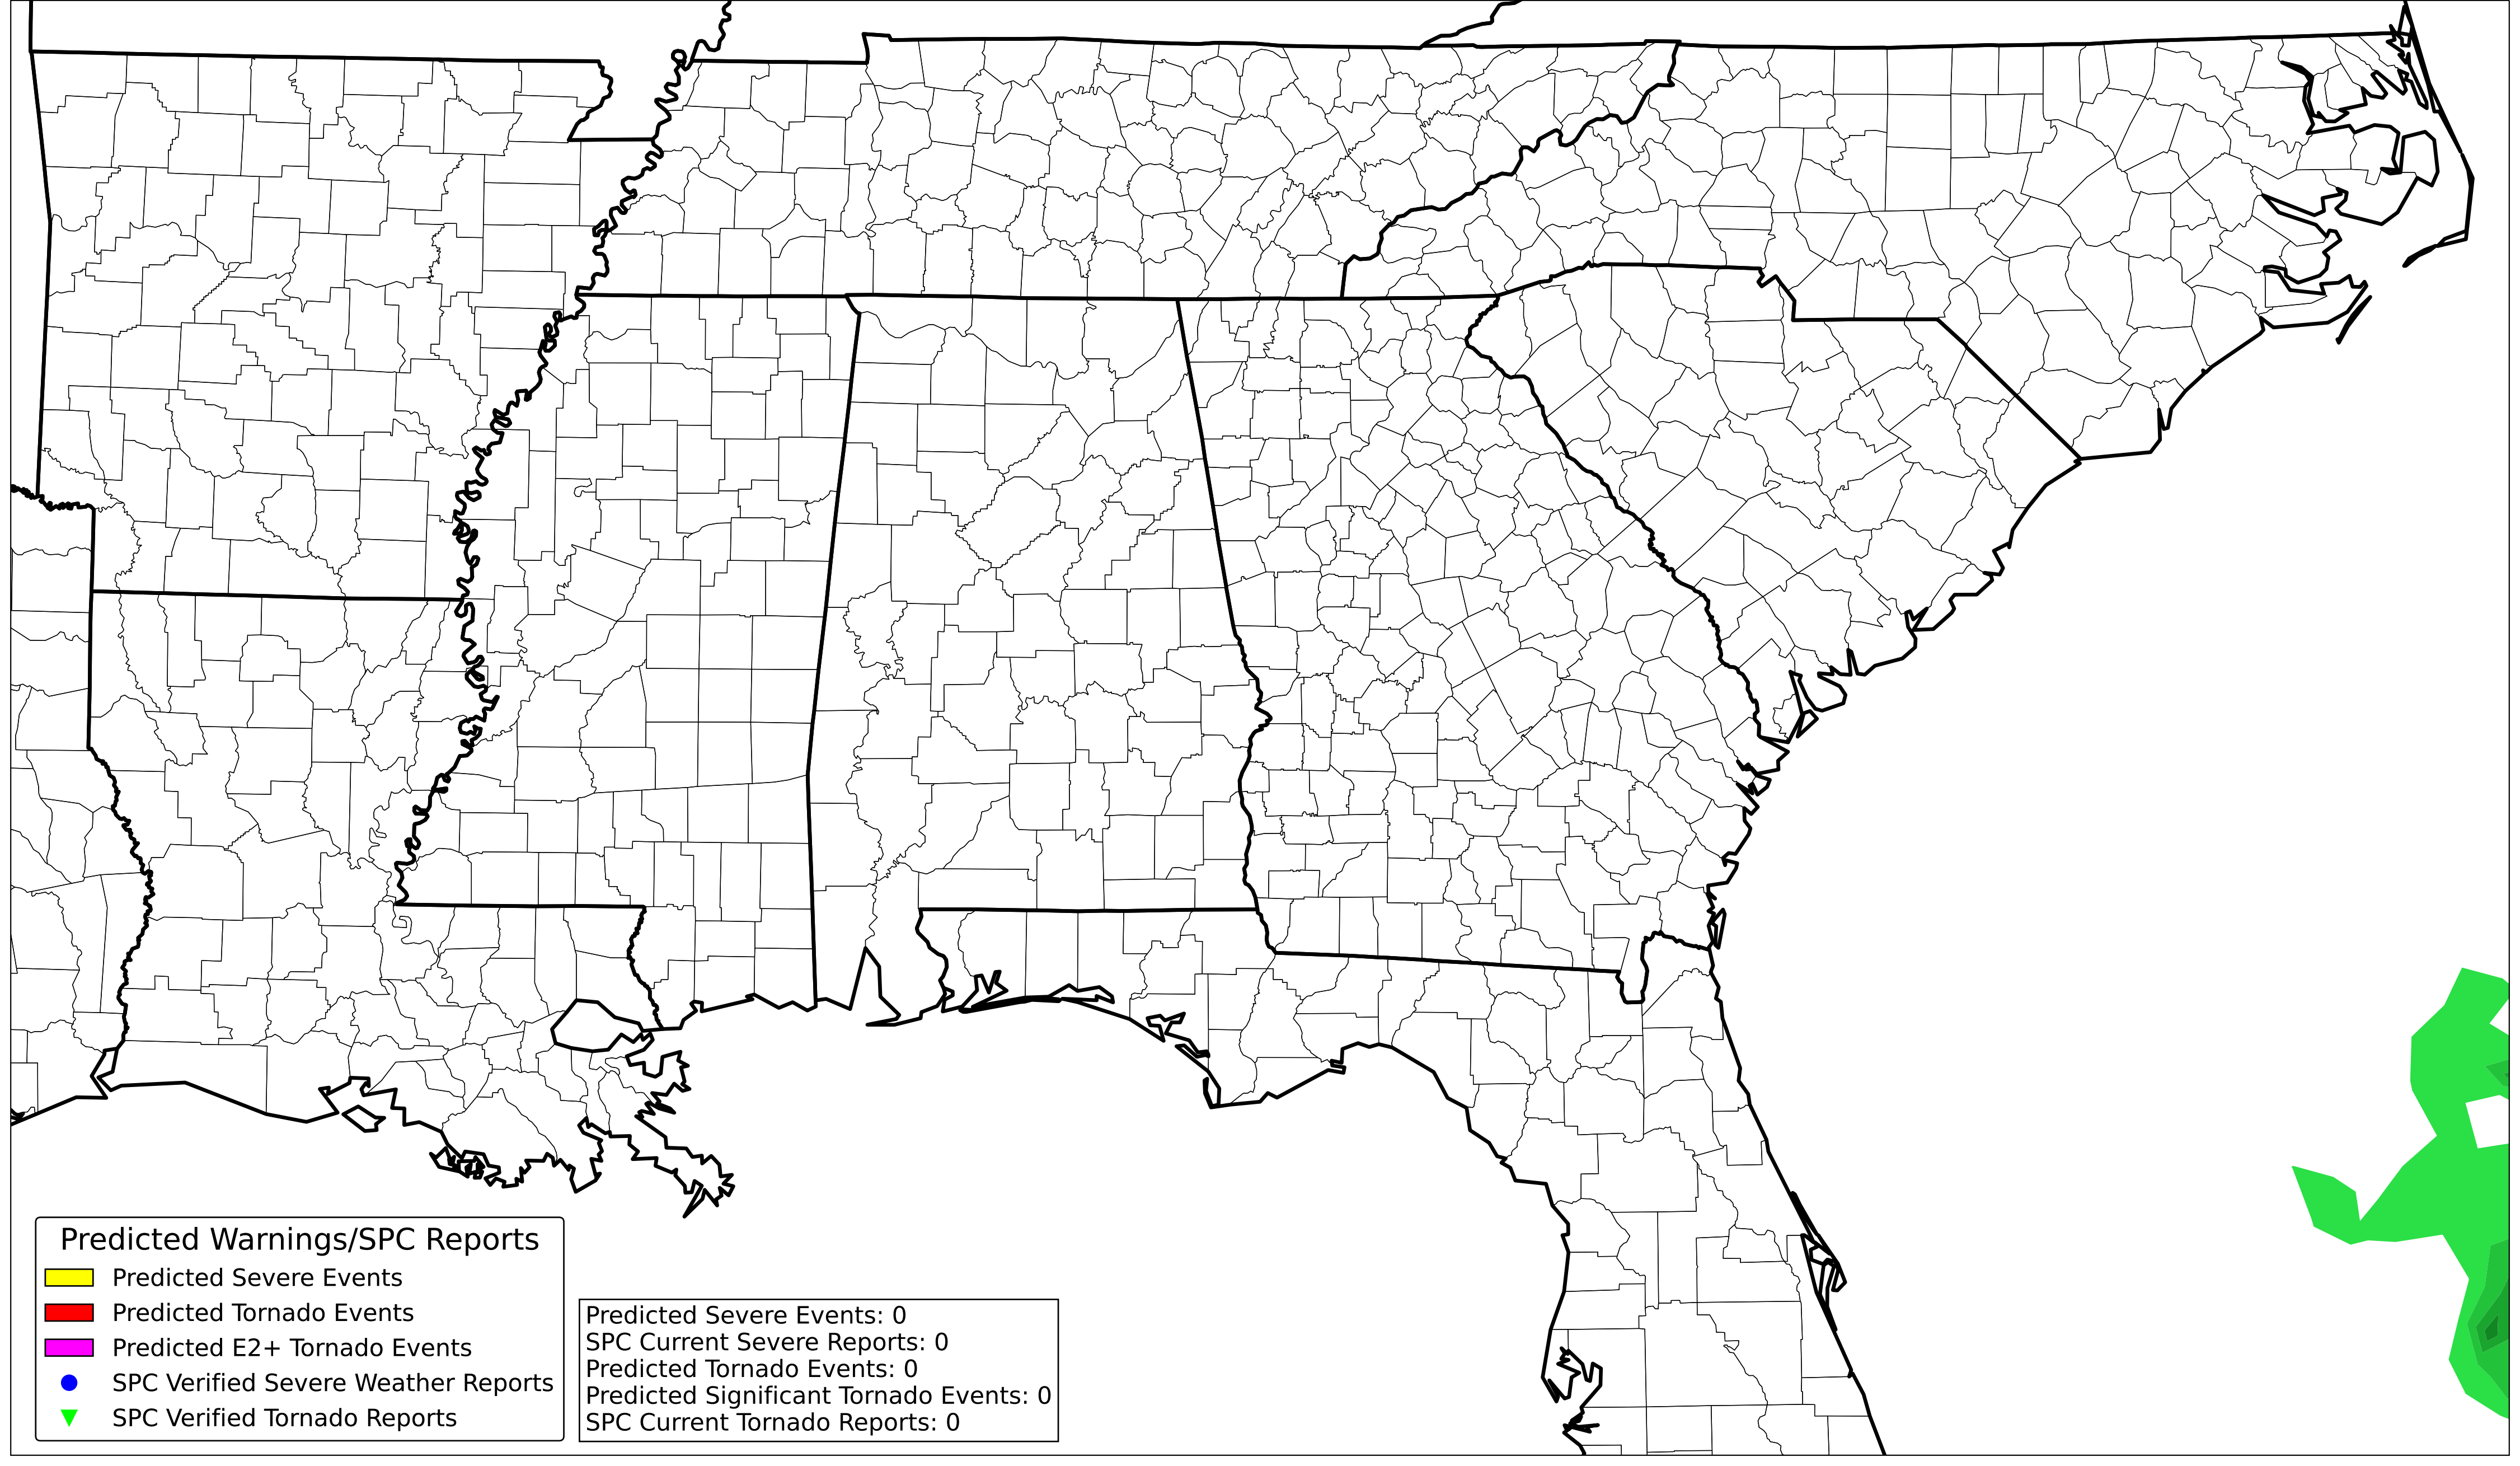 Predicted Warnings/SPC Reports
Predicted Severe Events
Predicted Tornado Events
Predicted E2+ Tornado Events
SPC Verified Severe Weather Reports
SPC Verified Tornado Reports
Predicted Severe Events: 0
SPC Current Severe Reports: 0
Predicted Tornado Events: 0
Predicted Significant Tornado Events: 0
SPC Current Tornado Reports: 0